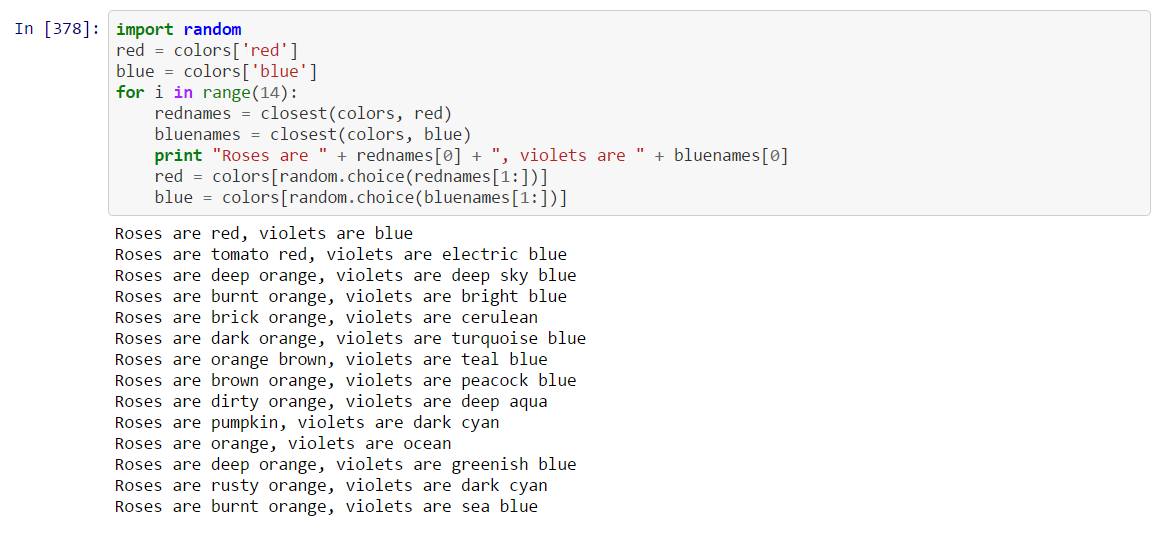 In [378]: import random
red = colors['red']
blue = colors['blue']
for i in range(14):
    rednames = closest(colors, red)
    bluenames = closest(colors, blue)
    print "Roses are " + rednames[0] + ", violets are " + bluenames[0]
    red = colors[random.choice(rednames[1:])]
    blue = colors[random.choice(bluenames[1:])]
Roses are red, violets are blue
Roses are tomato red, violets are electric blue
Roses are deep orange, violets are deep sky blue
Roses are burnt orange, violets are bright blue
Roses are brick orange, violets are cerulean
Roses are dark orange, violets are turquoise blue
Roses are orange brown, violets are teal blue
Roses are brown orange, violets are peacock blue
Roses are dirty orange, violets are deep aqua
Roses are pumpkin, violets are dark cyan
Roses are orange, violets are ocean
Roses are deep orange, violets are greenish blue
Roses are rusty orange, violets are dark cyan
Roses are burnt orange, violets are sea blue